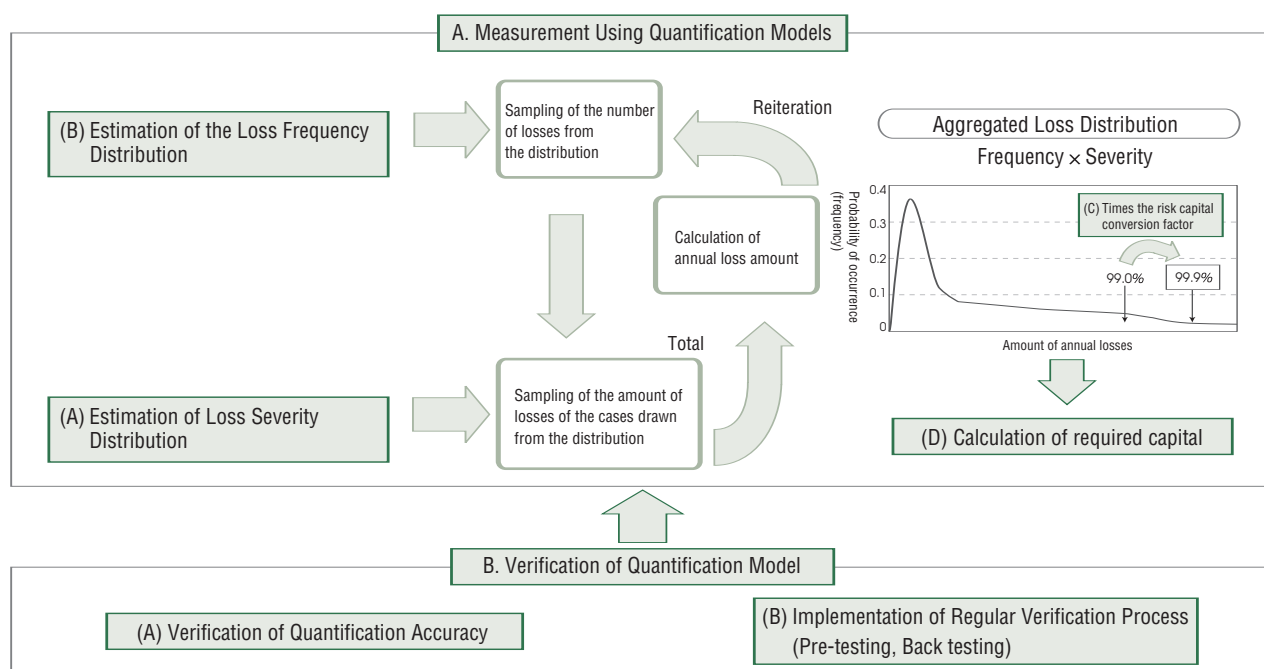 A. Measurement Using Quantification Models
(B) Estimation of the Loss Frequency
Distribution
Sampling of the number
of losses from
the distribution
Reiteration
Calculation of
annual loss amount
Total
(A) Estimation of Loss Severity
Distribution
Sampling of the amount of
losses of the cases drawn
from the distribution
Aggregated Loss Distribution
Frequency × Severity
Probability of occurrence
(frequency)
0.4
0.3
0.2
0.1
0
(C) Times the risk capital
conversion factor
99.0%
99.9%
Amount of annual losses
(D) Calculation of required capital
B. Verification of Quantification Model
(A) Verification of Quantification Accuracy
(B) Implementation of Regular Verification Process
(Pre-testing, Back testing)